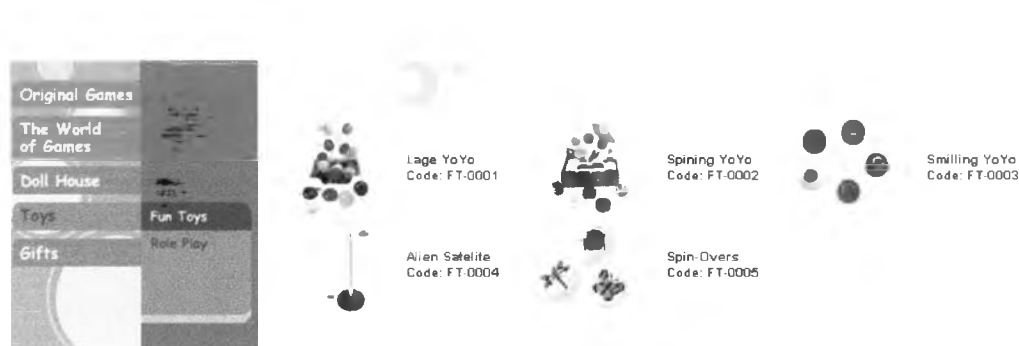 Original Games
The World
of Games
Doll House
Toys
Gifts
Fun Toys
Role Play
Lage YoYo
Code: FT-0001
Spining YoYo
Code: FT-0002
Smilling YoYo
Code: FT-0003
Alien Satelite
Code: FT-0004
Spin-Overs
Code: FT-0005